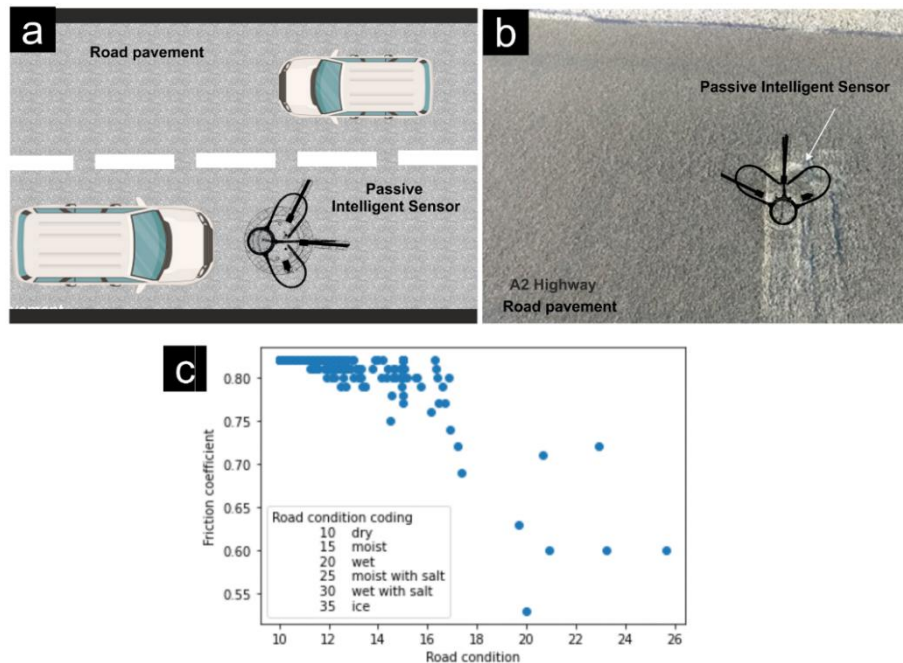 a
Road pavement
Passive
Intelligent Sensor
vement
b
Passive Intelligent Sensor
A2 Highway
Road pavement
c
Friction coefficient
0.80
0.75
0.70
0.65
0.60
0.55
Road condition coding
10 dry
15 moist
20 wet
25 moist with salt
30 wet with salt
35 ice
10 12 14 16 18 20 22 24 26
Road condition